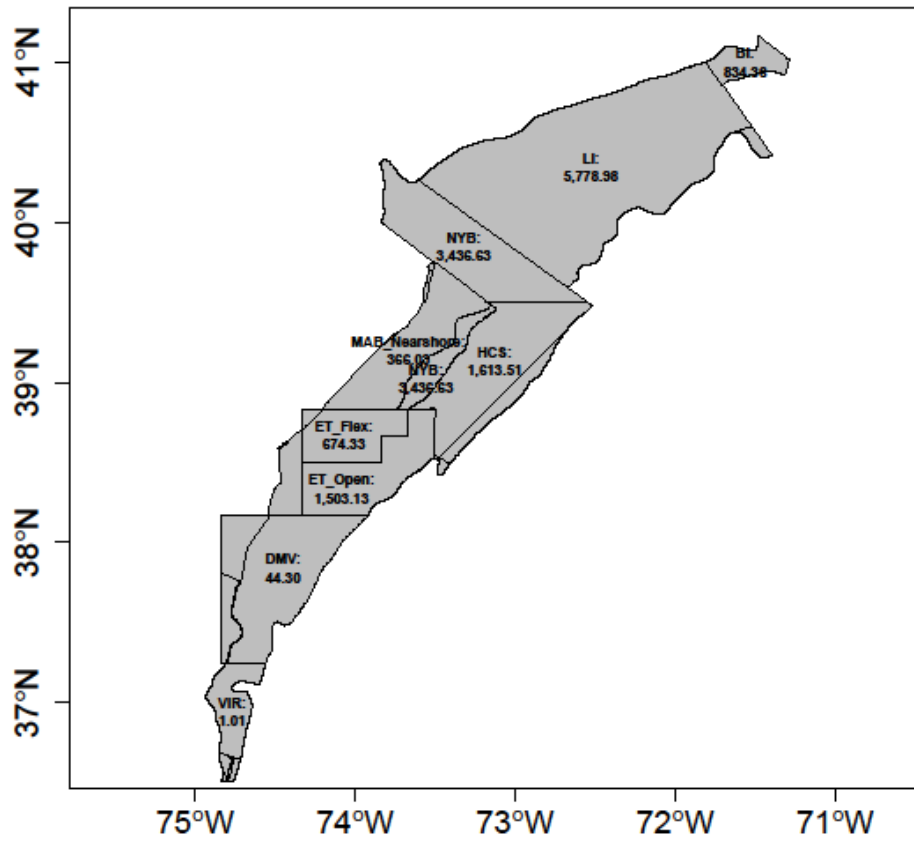 41°N
40°N
39°N
38°N
37°N
BI:
834.36
LI:
5,778.98
NYB:
3,436.63
MAB_Nearshore:
366.03
NYB:
3,436.63
HCS:
1,613.51
ET_Flex:
674.33
ET_Open:
1,503.13
DMV:
44.30
VIR:
1.01
75°W
74°W
73°W
72°W
71°W